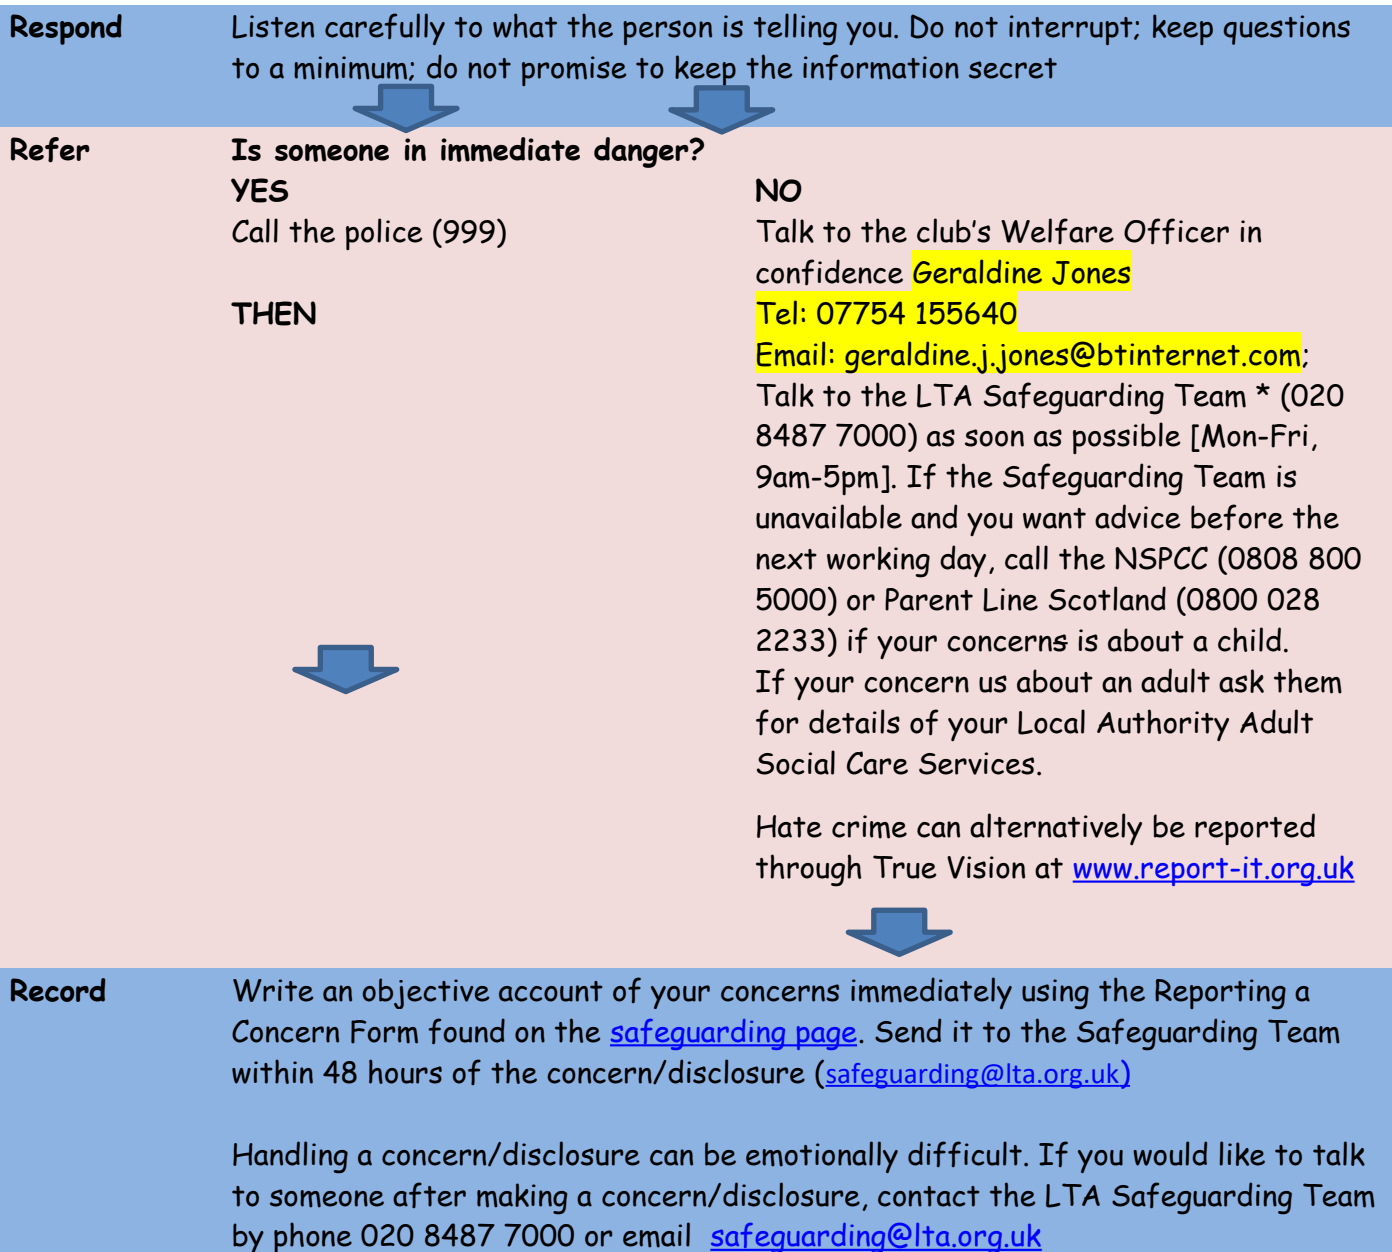 Respond
Listen carefully to what the person is telling you. Do not interrupt; keep questions
to a minimum; do not promise to keep the information secret
Refer
Is someone in immediate danger?
YES
Call the police (999)
THEN
NO
Talk to the club's Welfare Officer in
confidence Geraldine Jones
Tel: 07754 155640
Email: geraldine.j.jones@btinternet.com;
Talk to the LTA Safeguarding Team * (020
8487 7000) as soon as possible [Mon-Fri,
9am-5pm]. If the Safeguarding Team is
unavailable and you want advice before the
next working day, call the NSPCC (0808 800
5000) or Parent Line Scotland (0800 028
2233) if your concerns is about a child.
If your concern us about an adult ask them
for details of your Local Authority Adult
Social Care Services.
Hate crime can alternatively be reported
through True Vision at www.report-it.org.uk
Record
Write an objective account of your concerns immediately using the Reporting a
Concern Form found on the safeguarding page. Send it to the Safeguarding Team
within 48 hours of the concern/disclosure (safeguarding@lta.org.uk)
Handling a concern/disclosure can be emotionally difficult. If you would like to talk
to someone after making a concern/disclosure, contact the LTA Safeguarding Team
by phone 020 8487 7000 or email safeguarding@lta.org.uk